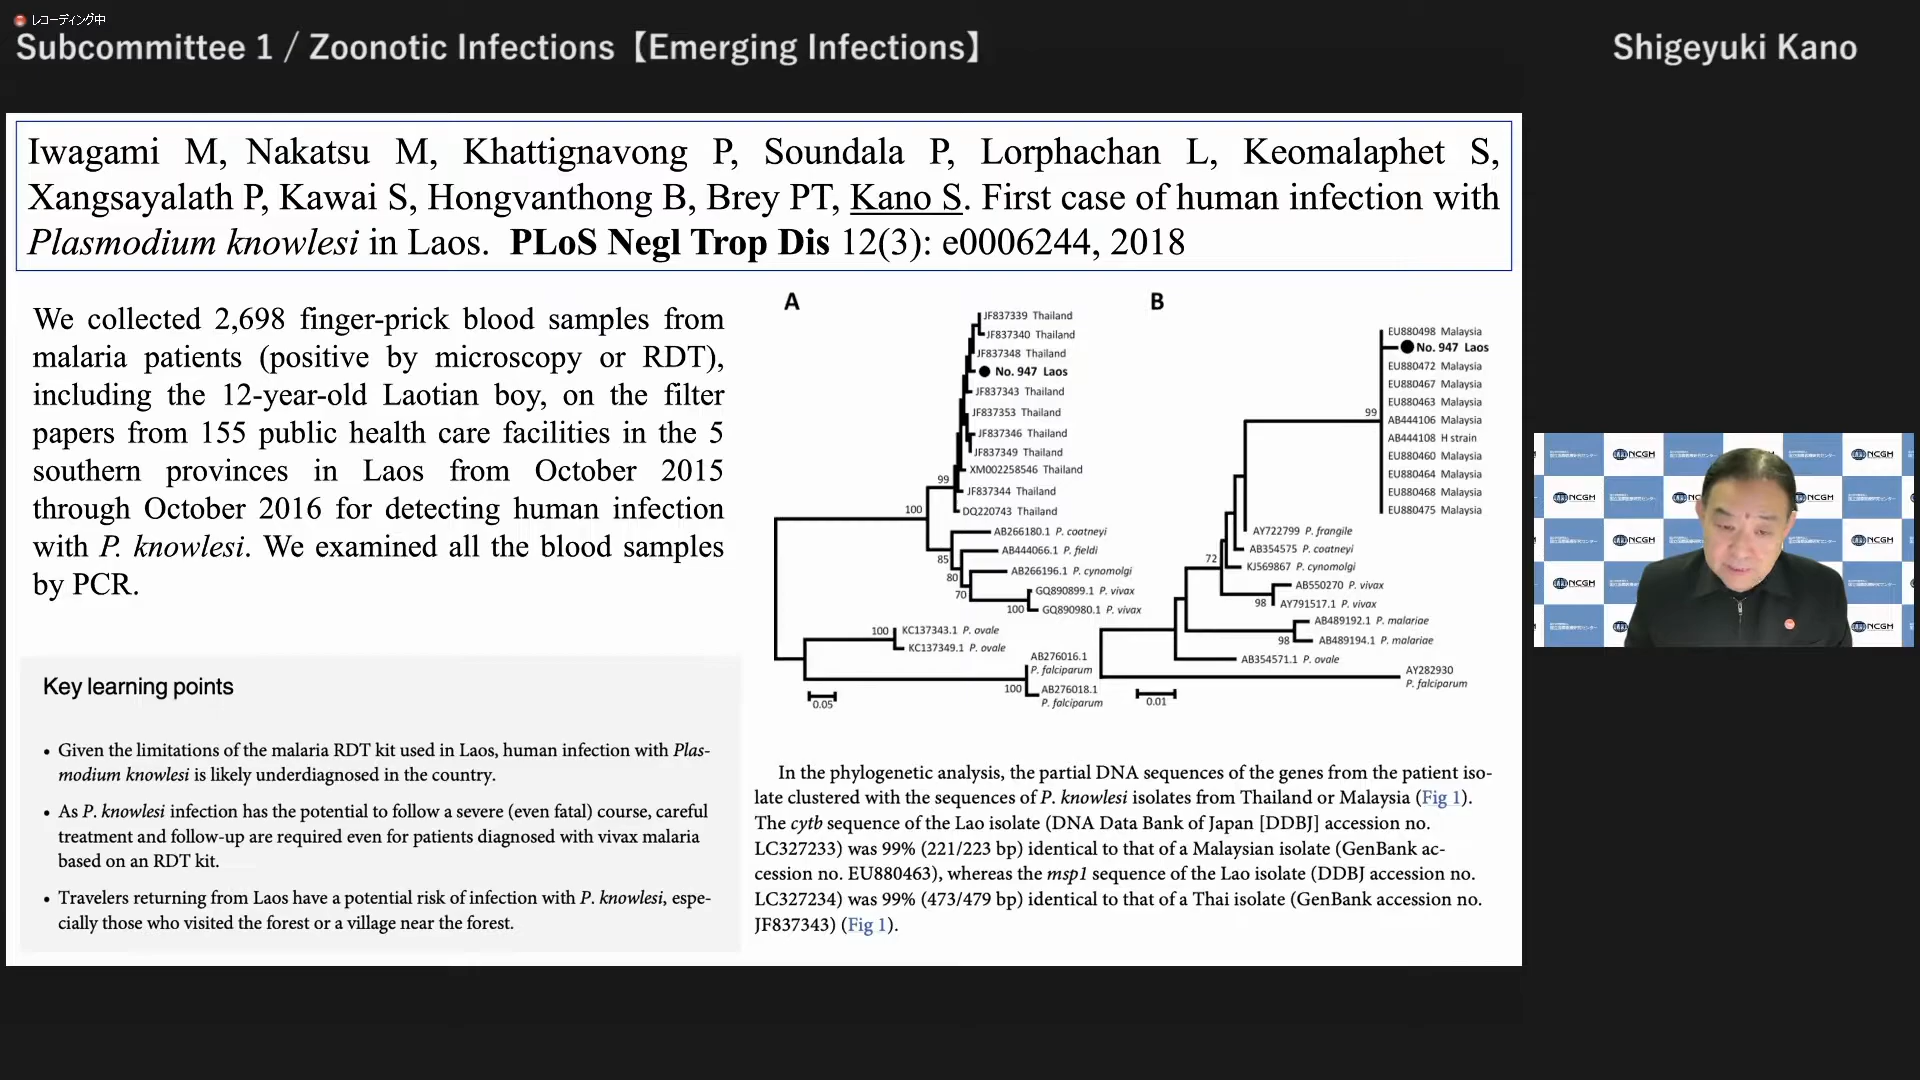 レコーディング中
Subcommittee 1 / Zoonotic Infections【Emerging Infections】
Shigeyuki Kano
Iwagami M, Nakatsu M, Khattignavong P, Soundala P, Lorphachan L, Keomalaphet S,
Xangsayalath P, Kawai S, Hongvanthong B, Brey PT, Kano S. First case of human infection with
Plasmodium knowlesi in Laos. PLoS Negl Trop Dis 12(3): e0006244, 2018
We collected 2,698 finger-prick blood samples from
malaria patients (positive by microscopy or RDT),
including the 12-year-old Laotian boy, on the filter
papers from 155 public health care facilities in the 5
southern provinces in Laos from October 2015
through October 2016 for detecting human infection
with P. knowlesi. We examined all the blood samples
by PCR.
Key learning points
• Given the limitations of the malaria RDT kit used in Laos, human infection with Plas-
modium knowlesi is likely underdiagnosed in the country.
• As P. knowlesi infection has the potential to follow a severe (even fatal) course, careful
treatment and follow-up are required even for patients diagnosed with vivax malaria
based on an RDT kit.
• Travelers returning from Laos have a potential risk of infection with P. knowlesi, espe-
cially those who visited the forest or a village near the forest.
A
JF837339 Thailand
JF837340 Thailand
JF837348 Thailand
No. 947 Laos
JF837343 Thailand
JF837353 Thailand
JF837346 Thailand
JF837349 Thailand
XM002258546 Thailand
99
JF837344 Thailand
100
DQ220743 Thailand
AB266180.1 P. coatneyi
AB444066.1 P. fieldi
85
AB266196.1 P. cynomolgi
80
GQ890899.1 P. vivax
70
100
GQ890980.1 P. vivax
100
KC137343.1 P. ovale
KC137349.1 P. ovale
AB276016.1
P. falciparum
100
AB276018.1
P. falciparum
0.05
B
EU880498 Malaysia
No. 947 Laos
EU880472 Malaysia
EU880467 Malaysia
EU880463 Malaysia
99
AB444106 Malaysia
AB444108 H strain
EU880460 Malaysia
EU880464 Malaysia
EU880468 Malaysia
EU880475 Malaysia
AY722799 P. frangile
AB354575 P. coatneyi
72
KJ569867 P. cynomolgi
AB550270 P. vivax
98
AY791517.1 P. vivax
AB489192.1 P. malariae
98
AB489194.1 P. malariae
AB354571.1 P. ovale
AY282930
P. falciparum
0.01
In the phylogenetic analysis, the partial DNA sequences of the genes from the patient iso-
late clustered with the sequences of P. knowlesi isolates from Thailand or Malaysia (Fig 1).
The cytb sequence of the Lao isolate (DNA Data Bank of Japan [DDBJ] accession no.
LC327233) was 99% (221/223 bp) identical to that of a Malaysian isolate (GenBank ac-
cession no. EU880463), whereas the msp1 sequence of the Lao isolate (DDBJ accession no.
LC327234) was 99% (473/479 bp) identical to that of a Thai isolate (GenBank accession no.
JF837343) (Fig 1).
NCGM
NCGM
NCGM
NCGM
NCGM
NCGM
NCGM
NCGM
NCGM